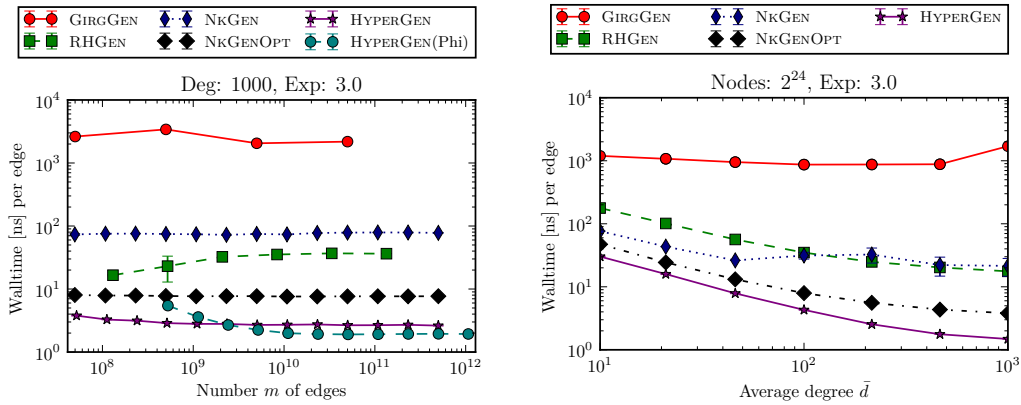 GIRGGEN NKGEN HYPERGEN
RHGEN NKGENOPT HYPERGEN(Phi)
Deg: 1000, Exp: 3.0
10^4
10^3
10^2
10^1
10^0
Walltime [ns] per edge
10^8 10^9 10^10 10^11 10^12
Number m of edges
GIRGGEN NKGEN HYPERGEN
RHGEN NKGENOPT
Nodes: 2^24, Exp: 3.0
10^4
10^3
10^2
10^1
10^0
Walltime [ns] per edge
10^1 10^2 10^3
Average degree d̄